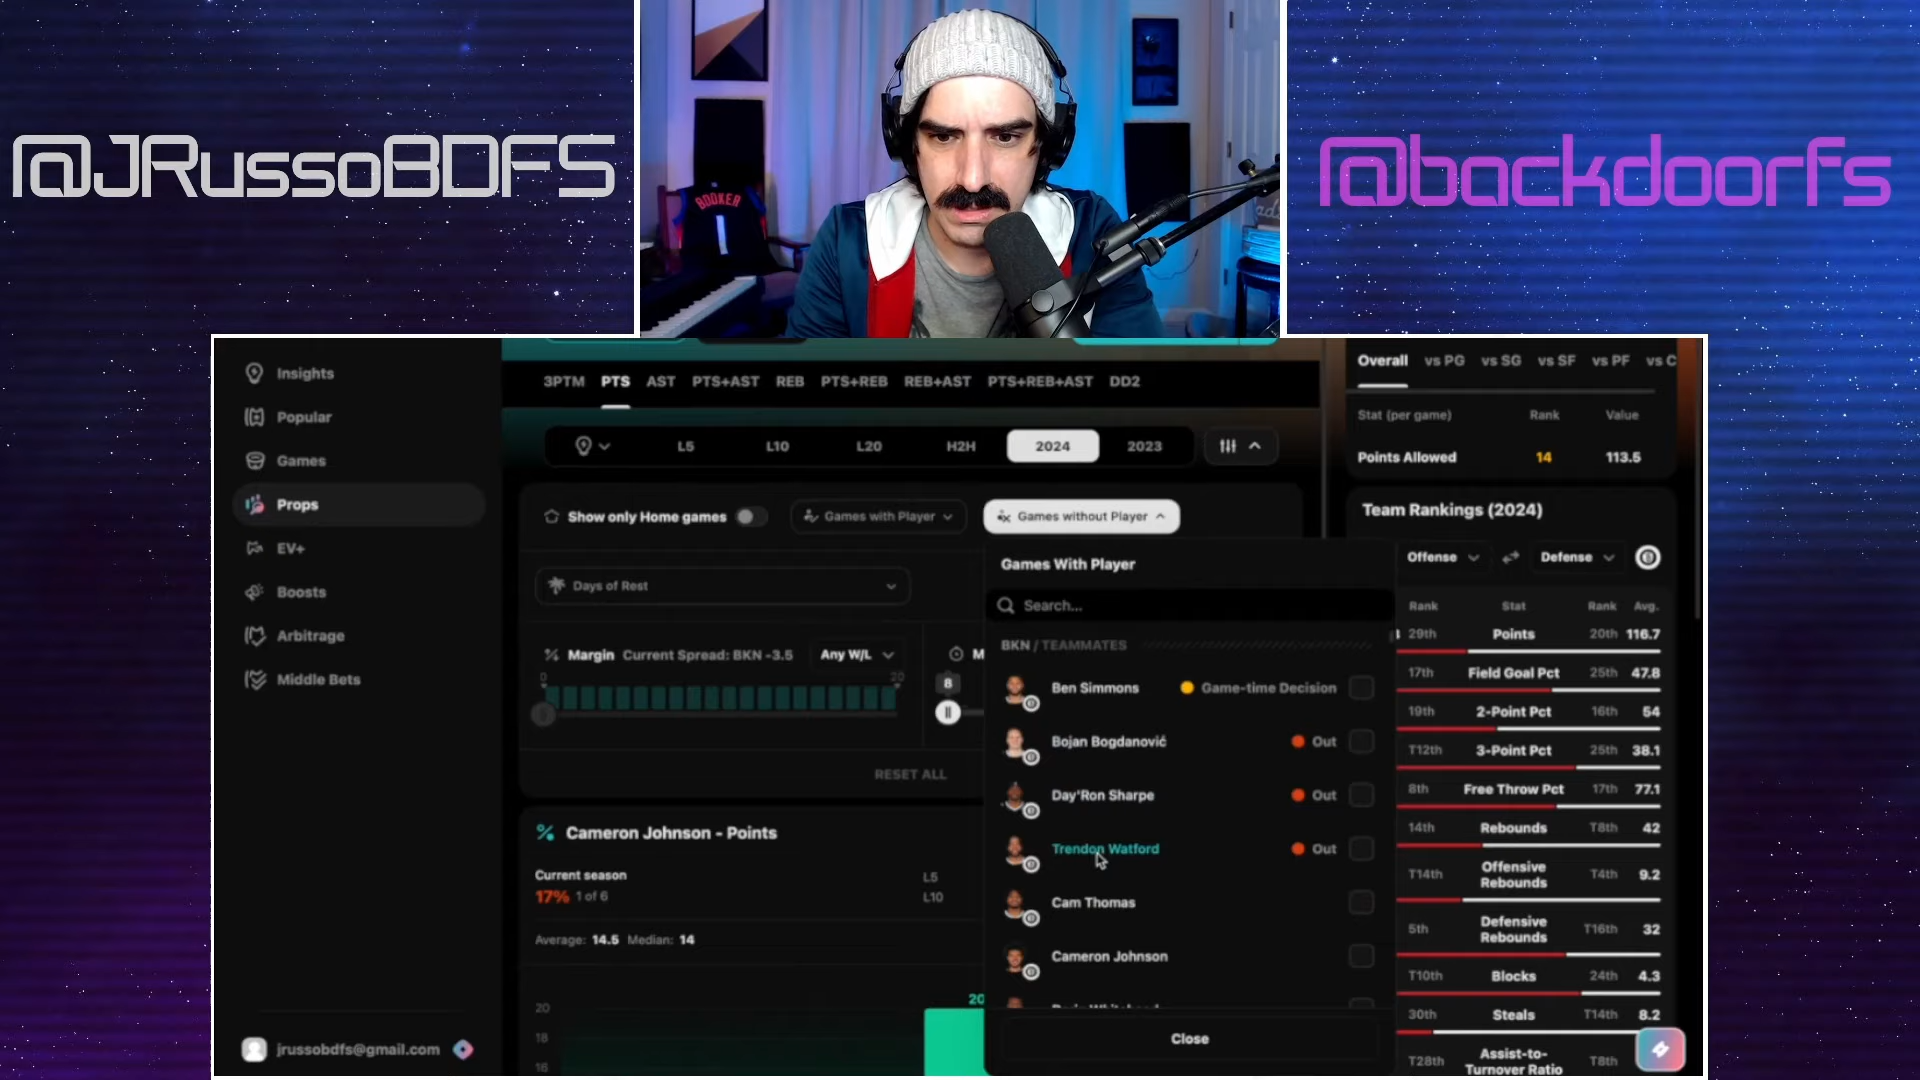 @JRussoBDFS
BOOKER
1
@backdoorfs
Insights
Popular
Games
Props
EV+
Boosts
Arbitrage
Middle Bets
jrussobdfs@gmail.com
3PTM PTS AST PTS+AST REB PTS+REB REB+AST PTS+REB+AST DD2
L5 L10 L20 H2H 2024 2023
Show only Home games Games with Player Games without Player
Days of Rest
Margin Current Spread: BKN -3.5 Any W/L
0 20
8
RESET ALL
Cameron Johnson - Points
Current season
17% 1 of 6
L5
L10
Average: 14.5 Median: 14
20
20
18
16
Games With Player
Search...
BKN / TEAMMATES
Ben Simmons Game-time Decision
Bojan Bogdanović Out
Day'Ron Sharpe Out
Trendon Watford Out
Cam Thomas
Cameron Johnson
Close
Overall vs PG vs SG vs SF vs PF vs C
Stat (per game) Rank Value
Points Allowed 14 113.5
Team Rankings (2024)
Offense Defense
Rank Stat Rank Avg.
29th Points 20th 116.7
17th Field Goal Pct 25th 47.8
19th 2-Point Pct 16th 54
T12th 3-Point Pct 25th 38.1
8th Free Throw Pct 17th 77.1
14th Rebounds T8th 42
T14th Offensive Rebounds T4th 9.2
5th Defensive Rebounds T16th 32
T10th Blocks 24th 4.3
30th Steals T14th 8.2
T28th Assist-to-Turnover Ratio T8th